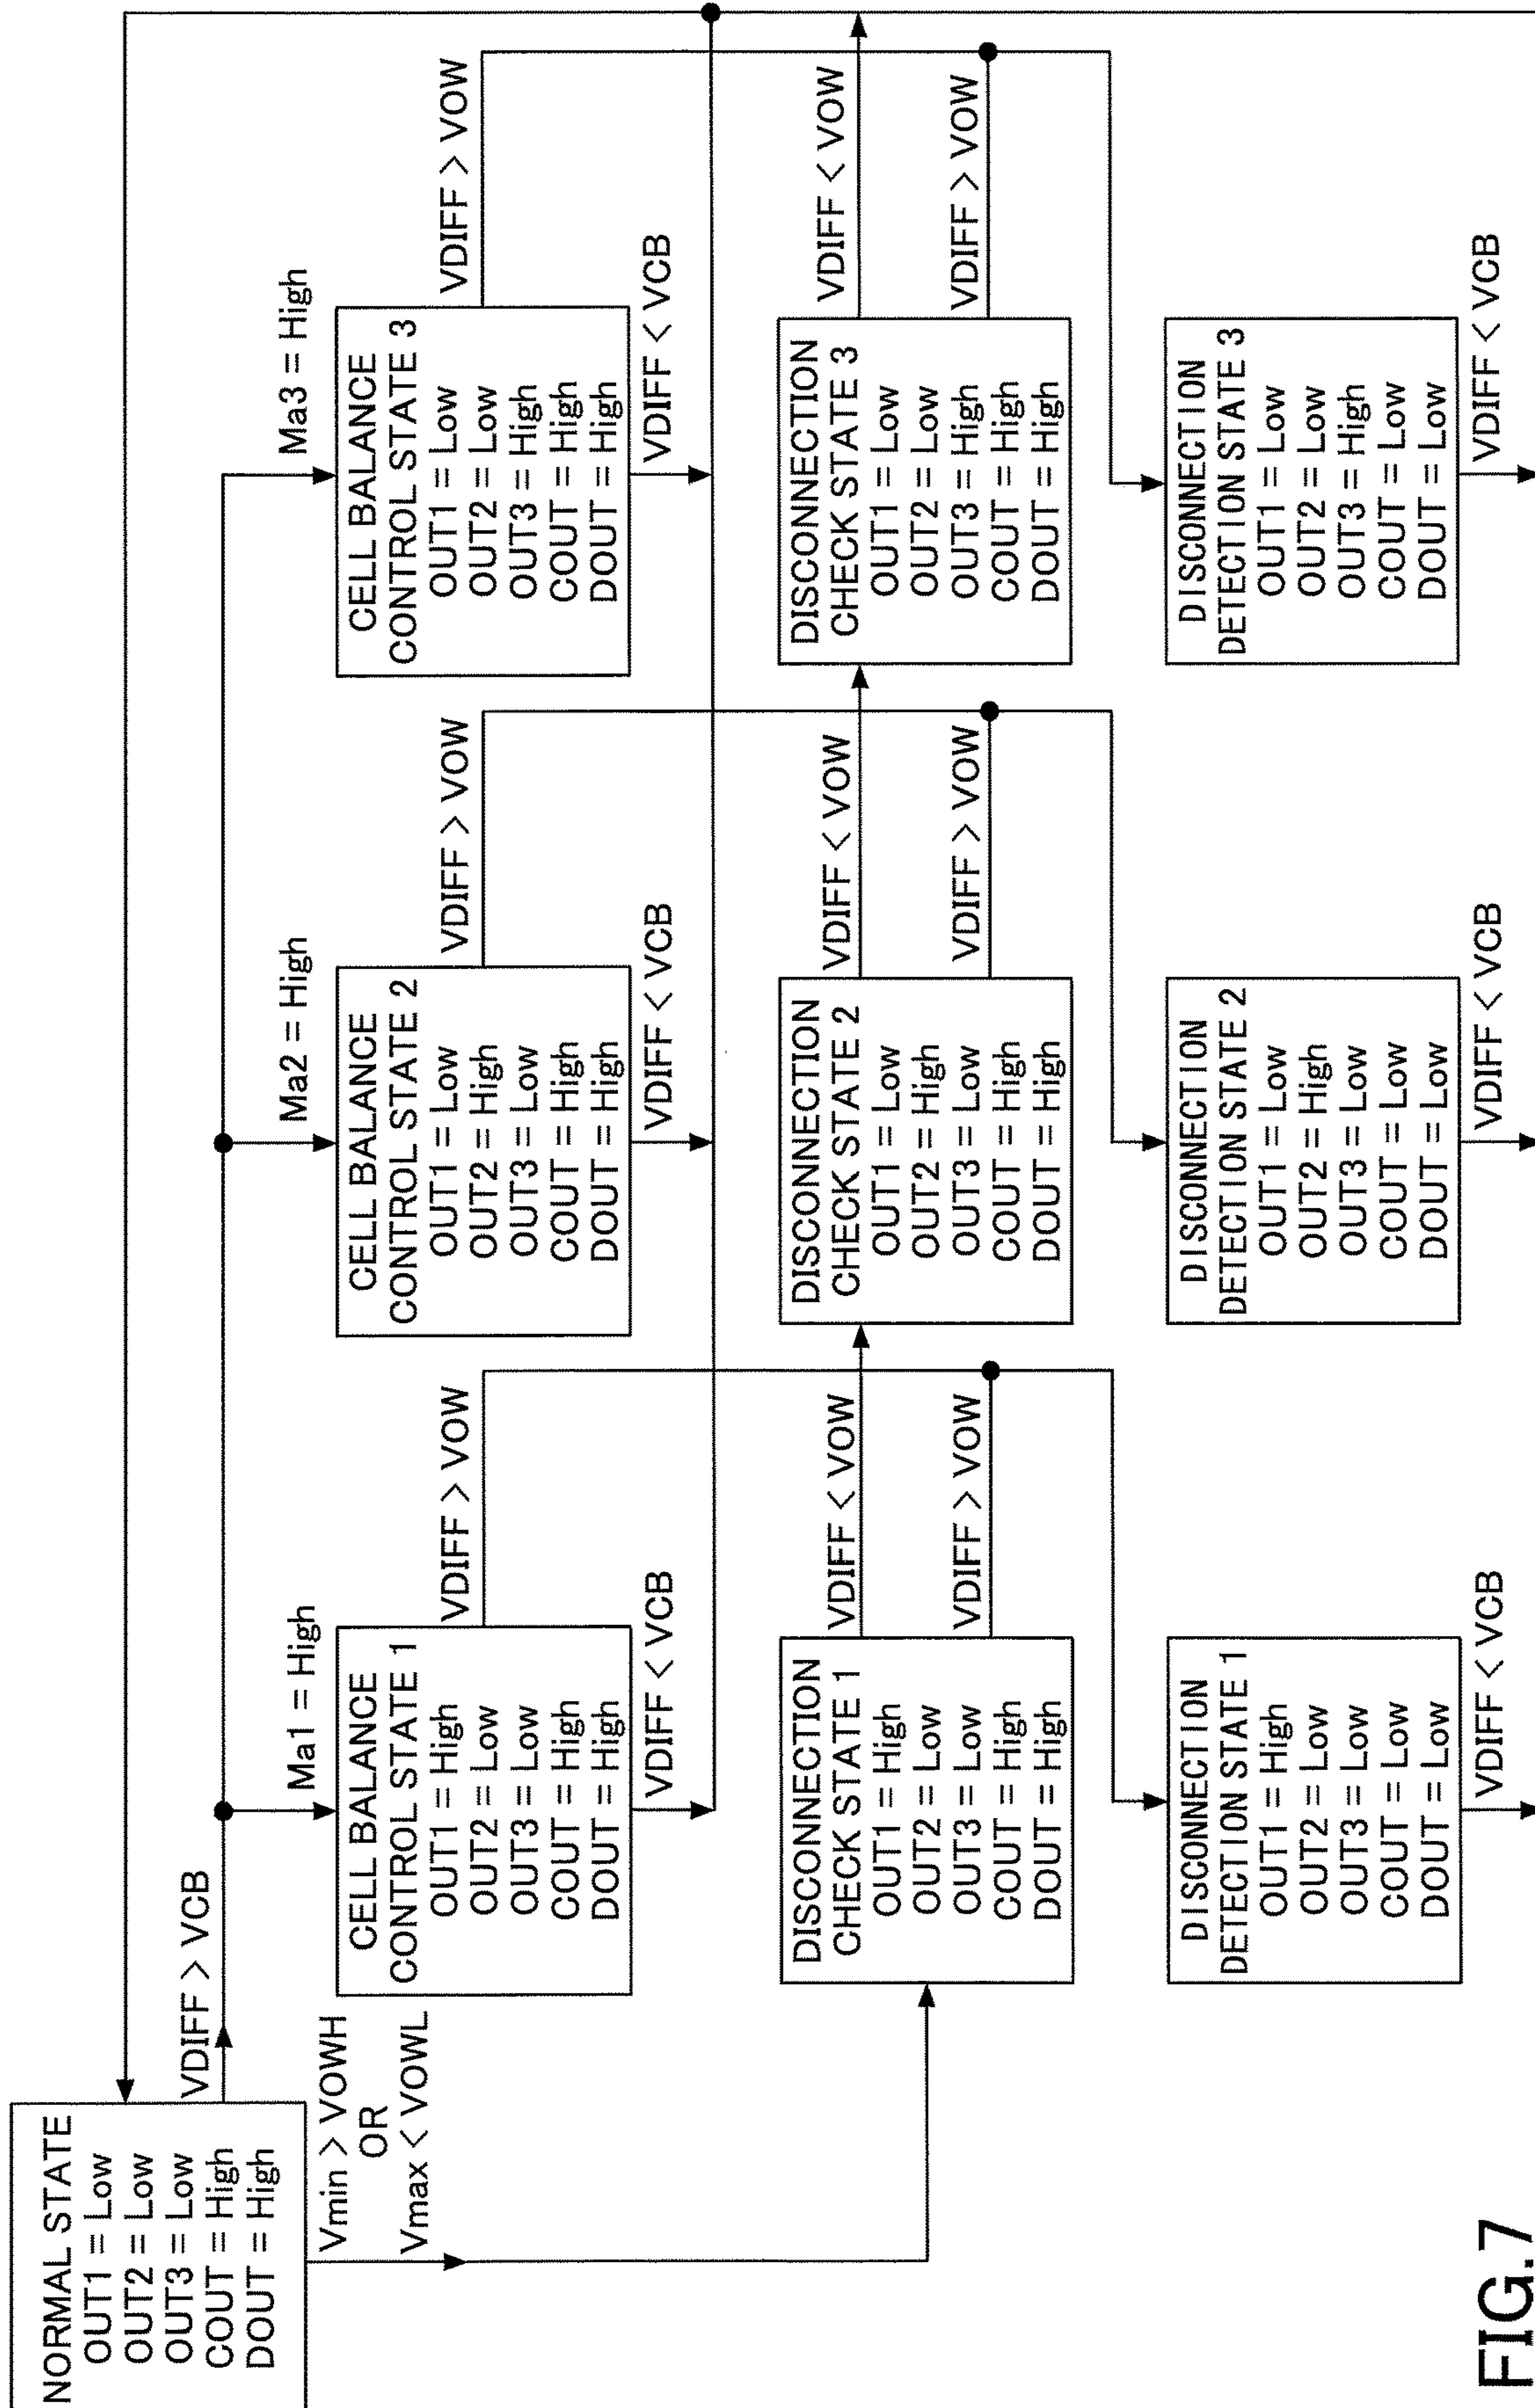 NORMAL STATE
OUT1 = Low
OUT2 = Low
OUT3 = Low
COUT = High
DOUT = High
VDIFF > VCB
Vmin > VOWH
OR
Vmax < VOWL
Ma1 = High
CELL BALANCE
CONTROL STATE 1
OUT1 = High
OUT2 = Low
OUT3 = Low
COUT = High
DOUT = High
VDIFF > VOW
VDIFF < VCB
Ma2 = High
CELL BALANCE
CONTROL STATE 2
OUT1 = Low
OUT2 = High
OUT3 = Low
COUT = High
DOUT = High
VDIFF > VOW
VDIFF < VCB
Ma3 = High
CELL BALANCE
CONTROL STATE 3
OUT1 = Low
OUT2 = Low
OUT3 = High
COUT = High
DOUT = High
VDIFF > VOW
VDIFF < VCB
DISCONNECTION
CHECK STATE 1
OUT1 = High
OUT2 = Low
OUT3 = Low
COUT = High
DOUT = High
VDIFF < VOW
VDIFF > VOW
DISCONNECTION
CHECK STATE 2
OUT1 = Low
OUT2 = High
OUT3 = Low
COUT = High
DOUT = High
VDIFF < VOW
VDIFF > VOW
DISCONNECTION
CHECK STATE 3
OUT1 = Low
OUT2 = Low
OUT3 = High
COUT = High
DOUT = High
VDIFF < VOW
VDIFF > VOW
DISCONNECTION
DETECTION STATE 1
OUT1 = High
OUT2 = Low
OUT3 = Low
COUT = Low
DOUT = Low
VDIFF < VCB
DISCONNECTION
DETECTION STATE 2
OUT1 = Low
OUT2 = High
OUT3 = Low
COUT = Low
DOUT = Low
VDIFF < VCB
DISCONNECTION
DETECTION STATE 3
OUT1 = Low
OUT2 = Low
OUT3 = High
COUT = Low
DOUT = Low
VDIFF < VCB
FIG.7